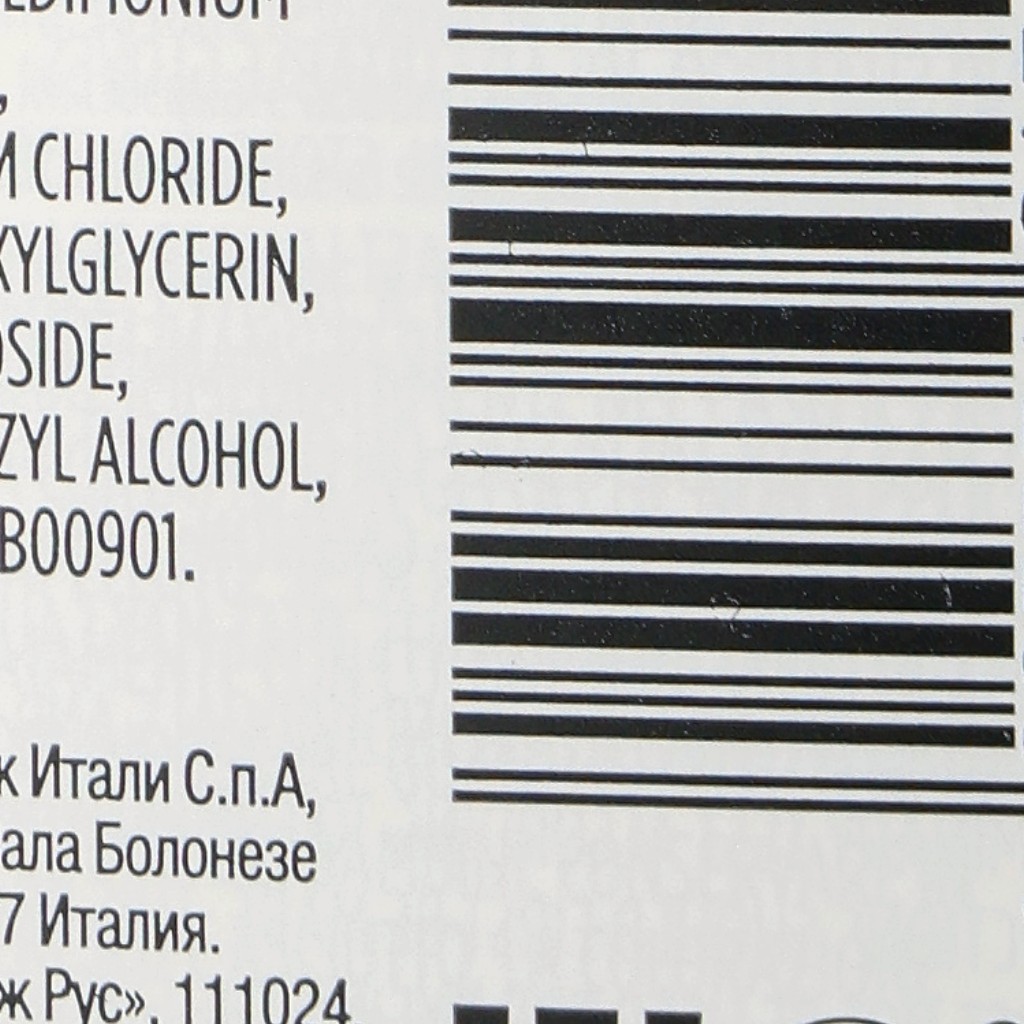 M CHLORIDE,
XYLGLYCERIN,
OSIDE,
ZYL ALCOHOL,
B00901.
к Итали С.п.А,
ала Болонезе
7 Италия.
ж Рус», 111024